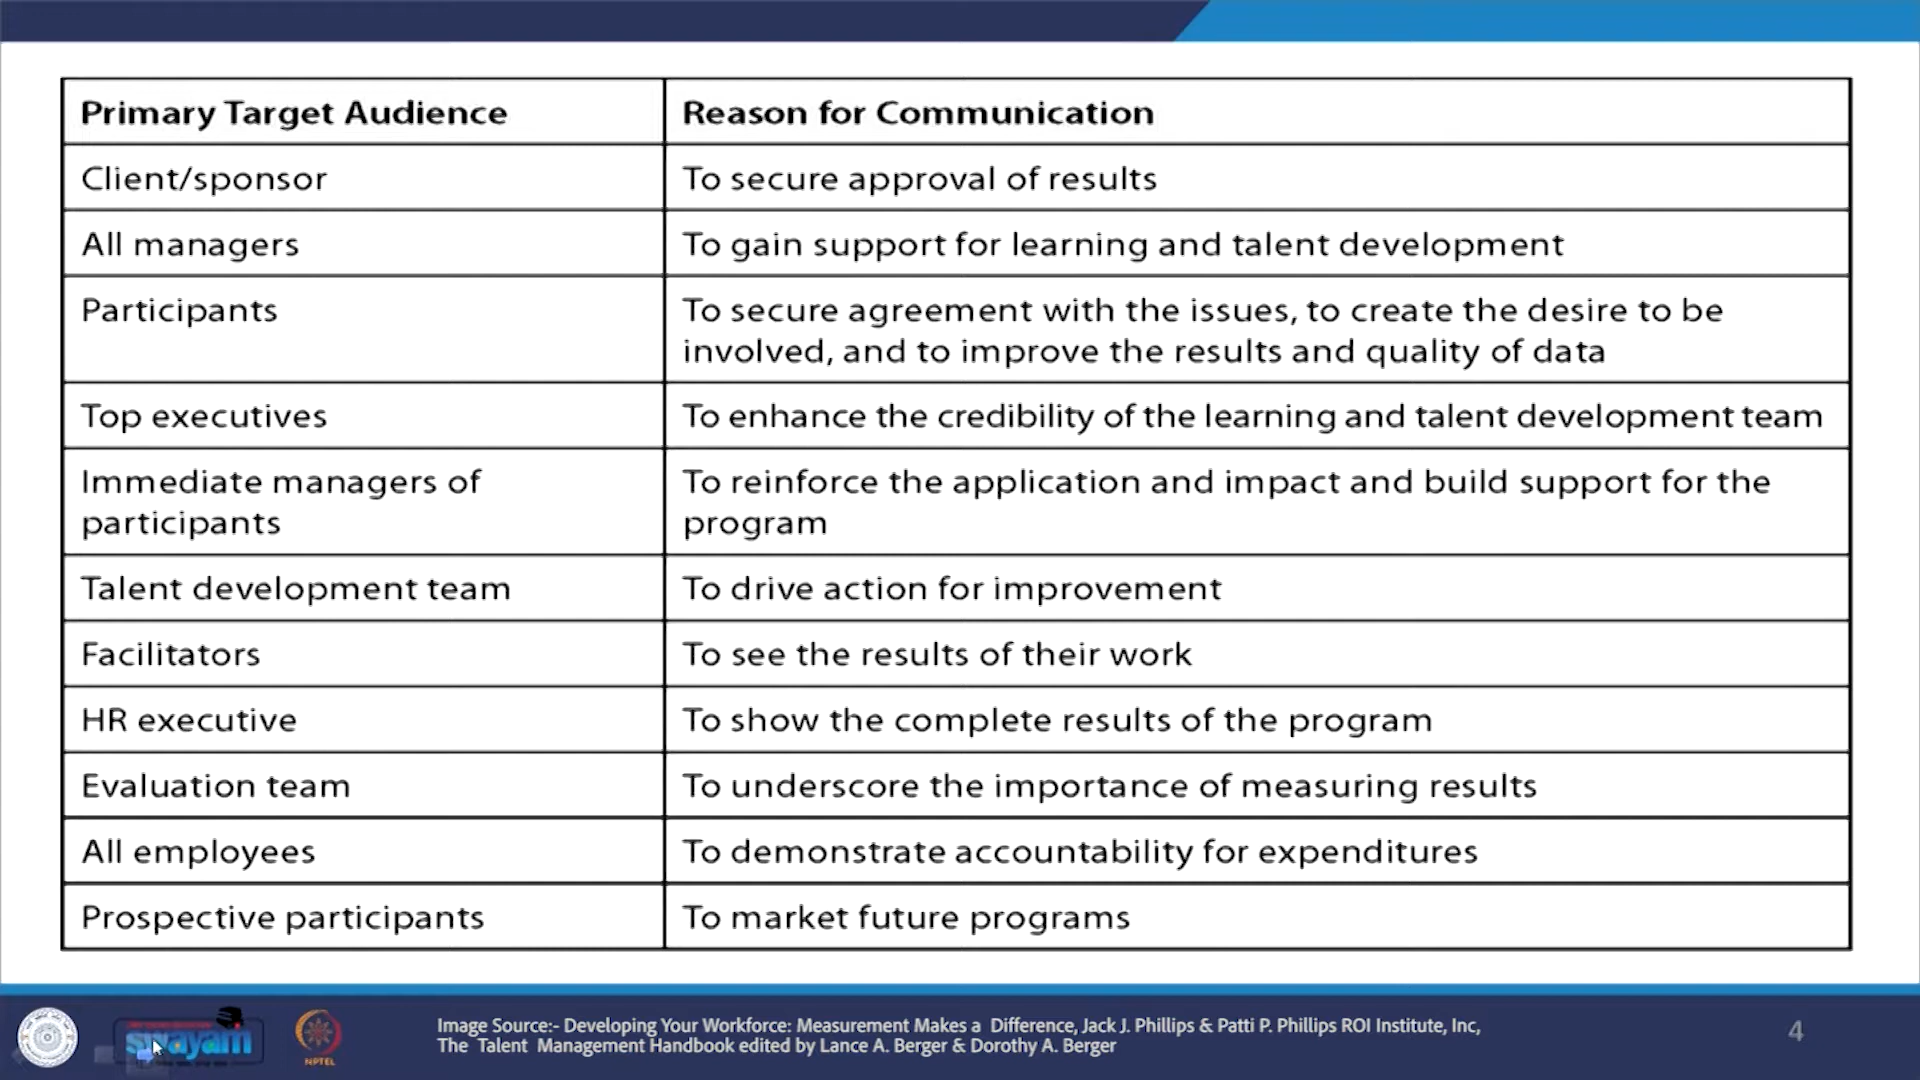 Primary Target Audience
Reason for Communication
Client/sponsor
To secure approval of results
All managers
To gain support for learning and talent development
Participants
To secure agreement with the issues, to create the desire to be
involved, and to improve the results and quality of data
Top executives
To enhance the credibility of the learning and talent development team
Immediate managers of
participants
To reinforce the application and impact and build support for the
program
Talent development team
To drive action for improvement
Facilitators
To see the results of their work
HR executive
To show the complete results of the program
Evaluation team
To underscore the importance of measuring results
All employees
To demonstrate accountability for expenditures
Prospective participants
To market future programs
swayam
NPTEL
Image Source:- Developing Your Workforce: Measurement Makes a Difference, Jack J. Phillips & Patti P. Phillips ROI Institute, Inc,
The Talent Management Handbook edited by Lance A. Berger & Dorothy A. Berger
4